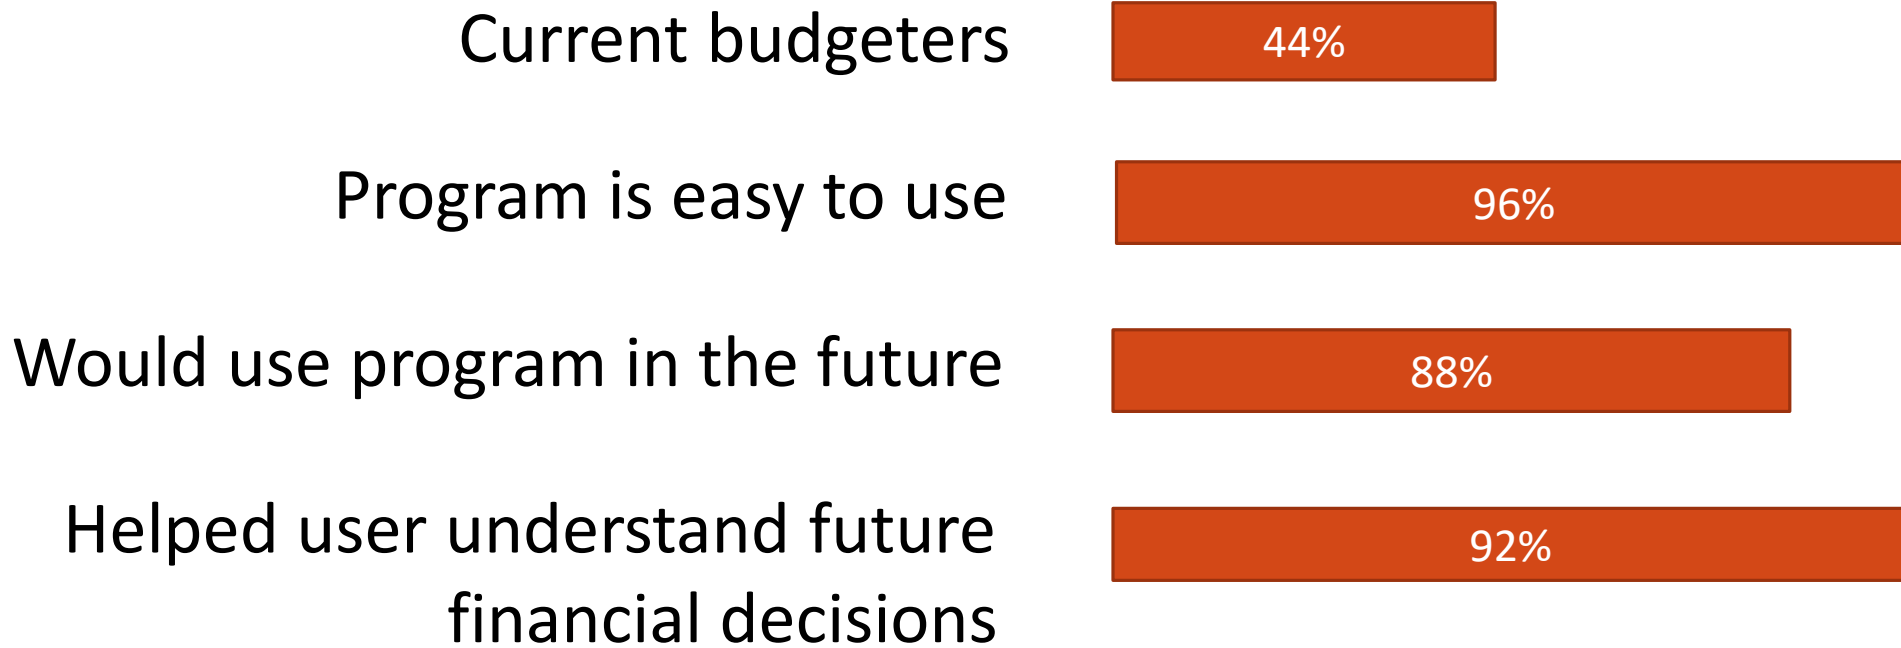 Current budgeters
44%
Program is easy to use
96%
Would use program in the future
88%
Helped user understand future
financial decisions
92%